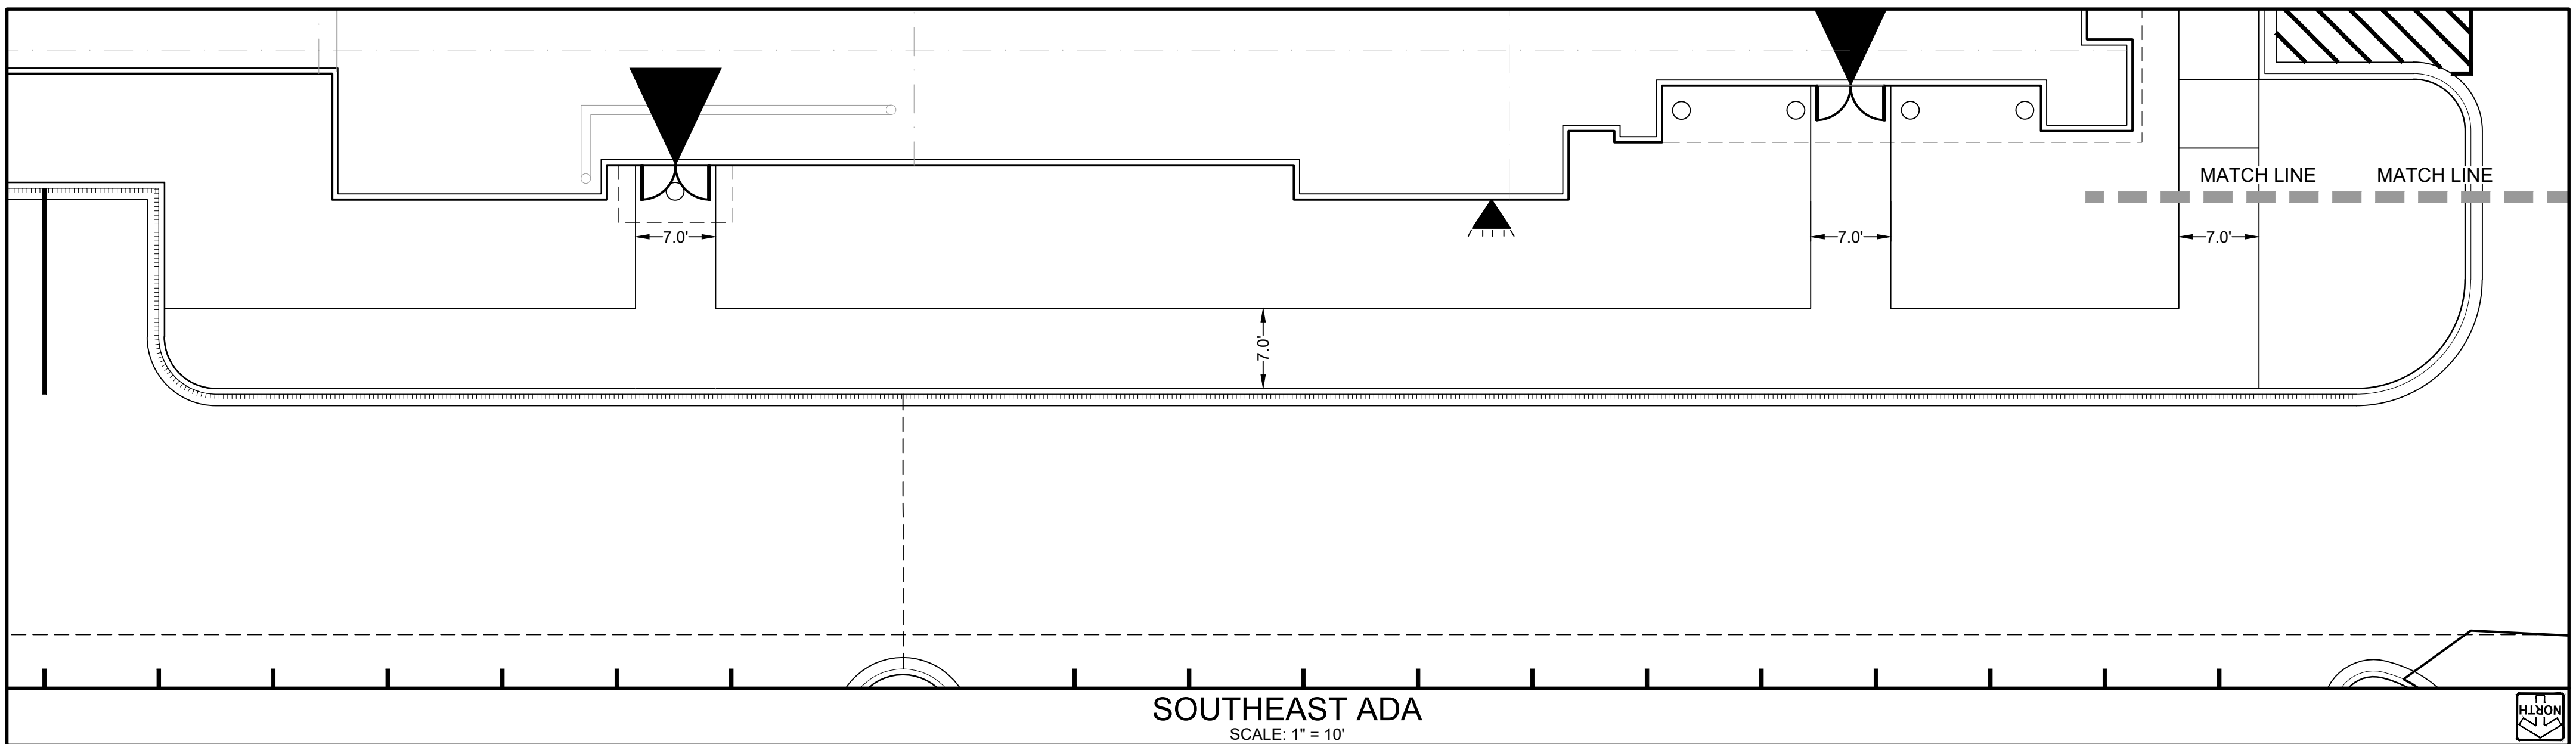 MATCH LINE MATCH LINE
7.0' 7.0' 7.0'
7.0'
SOUTHEAST ADA
SCALE: 1" = 10'
NORTH